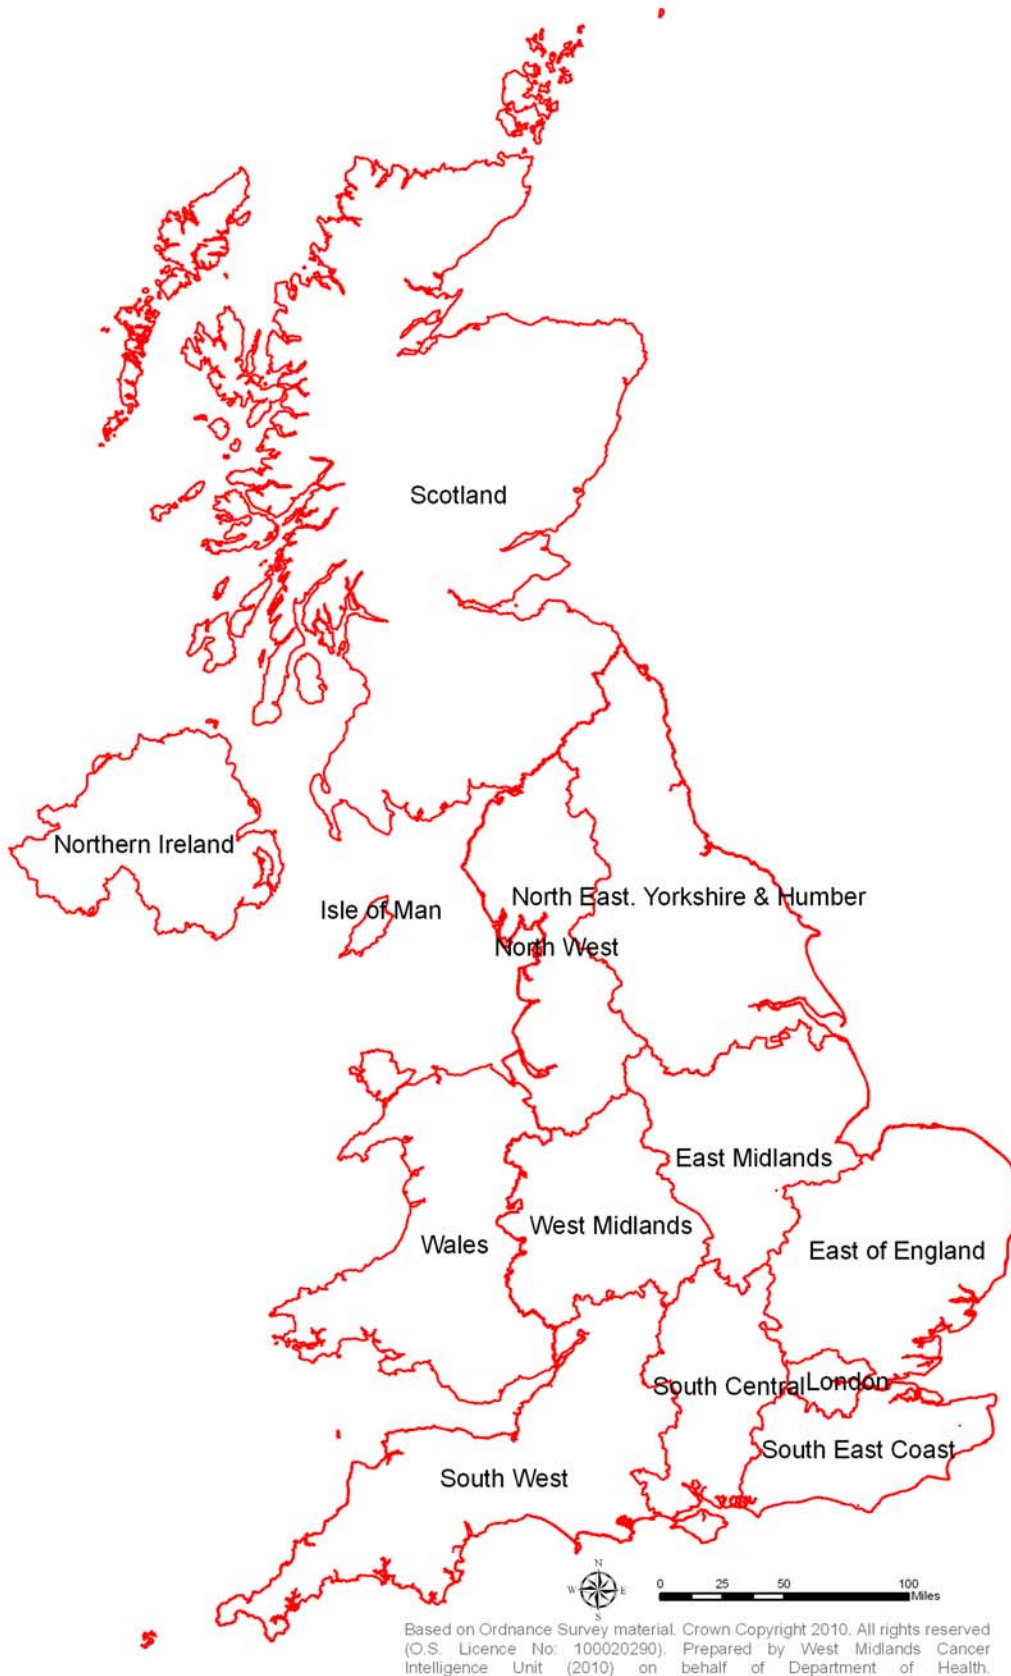 Scotland
Northern Ireland
Isle of Man
North East. Yorkshire & Humber
North West
East Midlands
West Midlands
Wales
East of England
South Central
London
South East Coast
South West
N
W E
S
0 25 50 100
Miles
Based on Ordnance Survey material. Crown Copyright 2010. All rights reserved
(O.S. Licence No: 100020290). Prepared by West Midlands Cancer
Intelligence Unit (2010) on behalf of Department of Health.